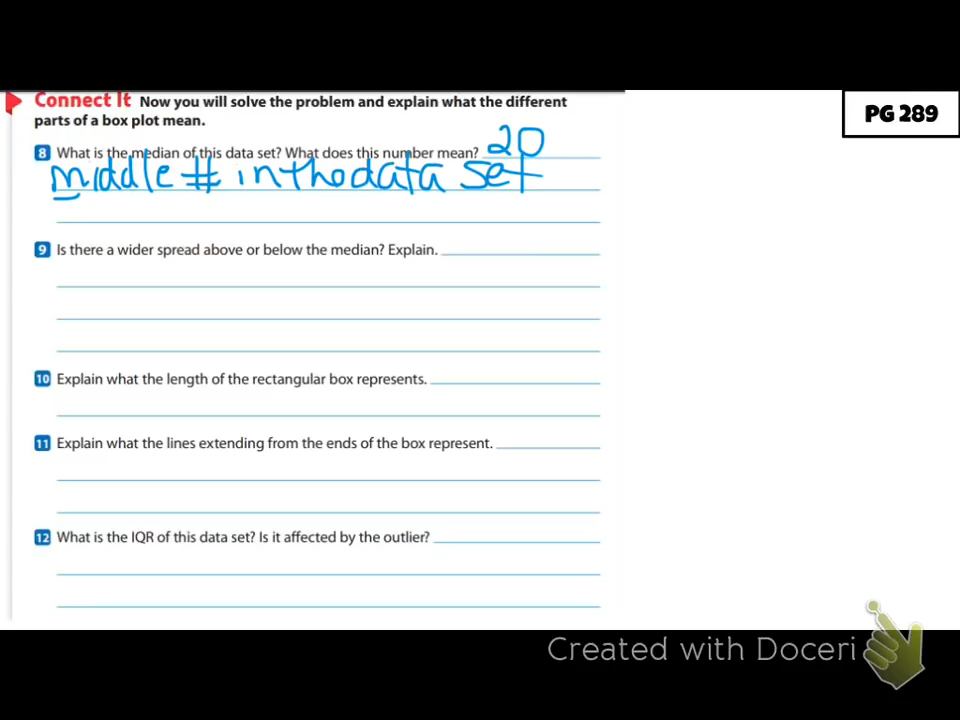 Connect It Now you will solve the problem and explain what the different
parts of a box plot mean.
PG 289
8 What is the median of this data set? What does this number mean? 20
middle # in the data set
9 Is there a wider spread above or below the median? Explain.
10 Explain what the length of the rectangular box represents.
11 Explain what the lines extending from the ends of the box represent.
12 What is the IQR of this data set? Is it affected by the outlier?
Created with Doceri